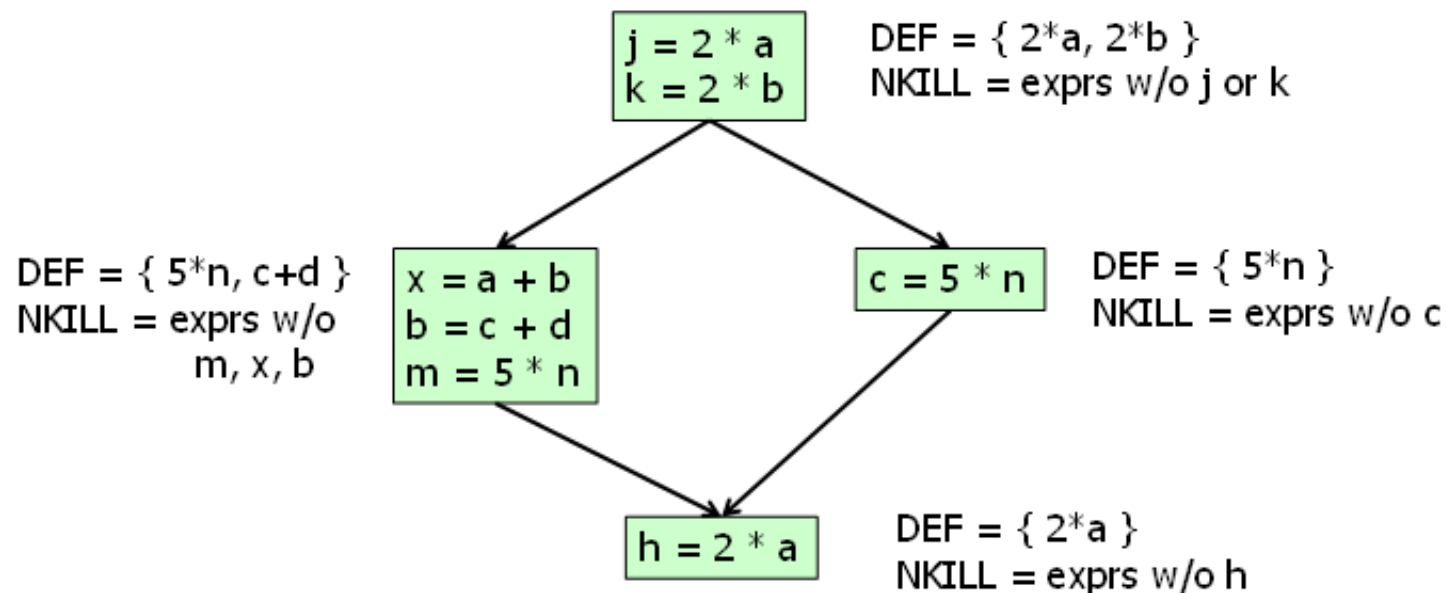 j = 2 * a
k = 2 * b
DEF = { 2*a, 2*b }
NKILL = exprs w/o j or k
DEF = { 5*n, c+d }
NKILL = exprs w/o
m, x, b
x = a + b
b = c + d
m = 5 * n
c = 5 * n
DEF = { 5*n }
NKILL = exprs w/o c
h = 2 * a
DEF = { 2*a }
NKILL = exprs w/o h